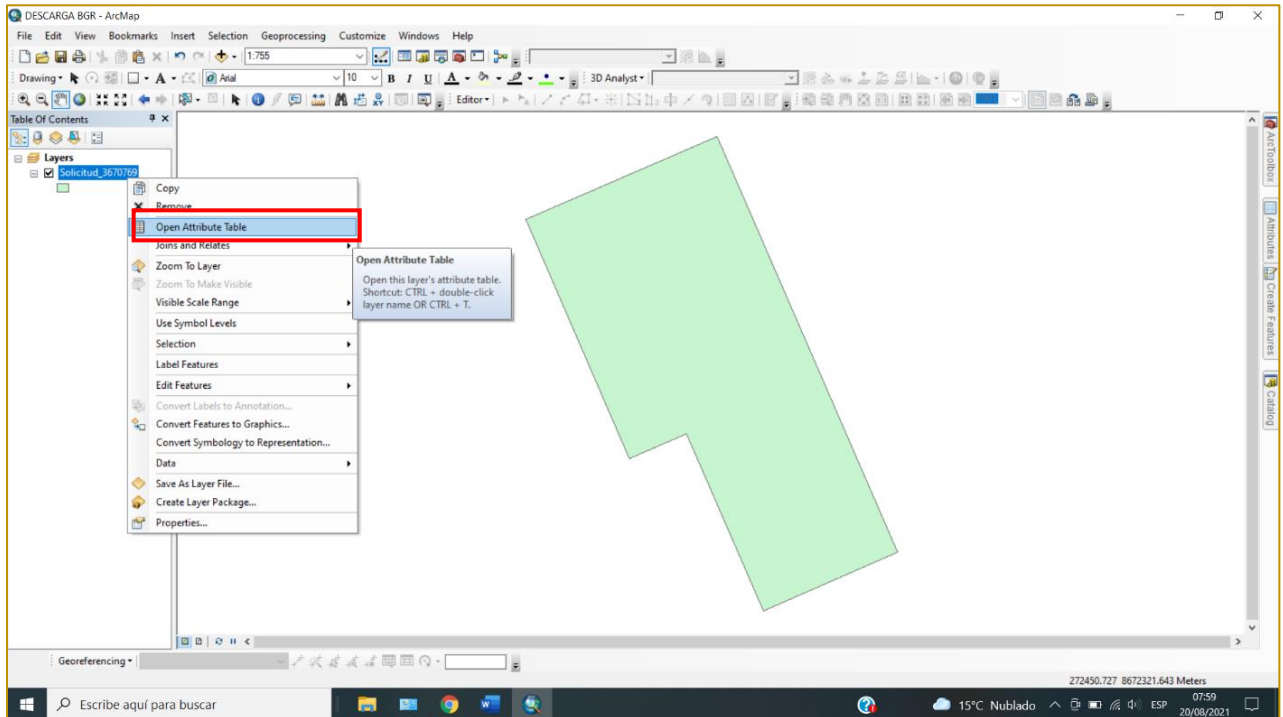 DESCARGA BGR - ArcMap
File Edit View Bookmarks Insert Selection Geoprocessing Customize Windows Help
1:755
Drawing Arial 10 B I U A 3D Analyst
Editor
Table Of Contents
Layers
Solicitud_3670769
Copy
Remove
Open Attribute Table
Joins and Relates
Zoom To Layer
Zoom To Make Visible
Visible Scale Range
Use Symbol Levels
Selection
Label Features
Edit Features
Convert Labels to Annotation...
Convert Features to Graphics...
Convert Symbology to Representation...
Data
Save As Layer File...
Create Layer Package...
Properties...
Open Attribute Table
Open this layer's attribute table.
Shortcut: CTRL + double-click
layer name OR CTRL + T.
ArcToolbox
Attributes
Create Features
Catalog
Georeferencing
272450.727 8672321.643 Meters
Escribe aquí para buscar
15°C Nublado
ESP
07:59
20/08/2021